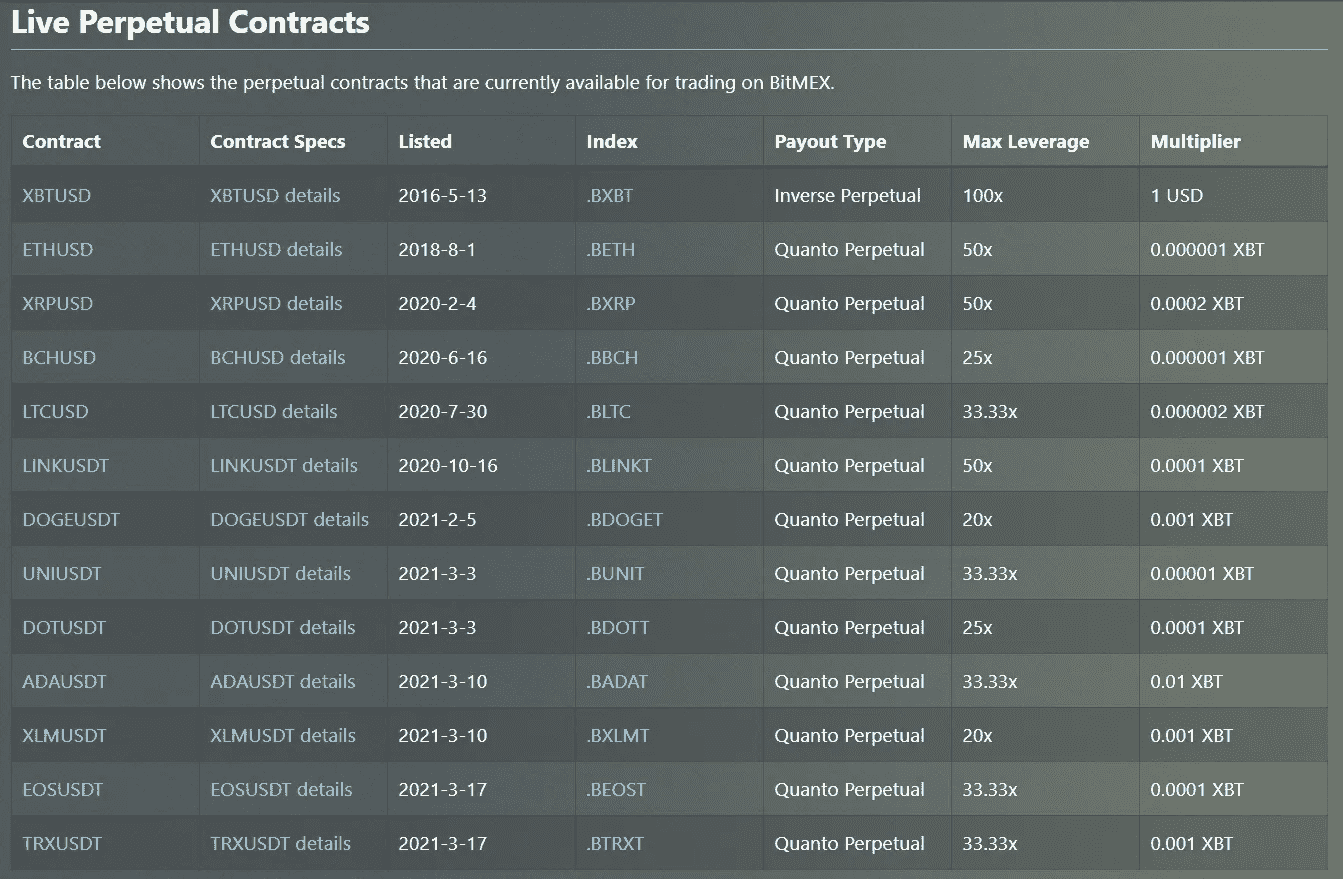 Live Perpetual Contracts
The table below shows the perpetual contracts that are currently available for trading on BitMEX.
Contract Contract Specs Listed Index Payout Type Max Leverage Multiplier
XBTUSD XBTUSD details 2016-5-13 .BXBT Inverse Perpetual 100x 1 USD
ETHUSD ETHUSD details 2018-8-1 .BETH Quanto Perpetual 50x 0.000001 XBT
XRPUSD XRPUSD details 2020-2-4 .BXRP Quanto Perpetual 50x 0.0002 XBT
BCHUSD BCHUSD details 2020-6-16 .BBCH Quanto Perpetual 25x 0.000001 XBT
LTCUSD LTCUSD details 2020-7-30 .BLTC Quanto Perpetual 33.33x 0.000002 XBT
LINKUSDT LINKUSDT details 2020-10-16 .BLINKT Quanto Perpetual 50x 0.0001 XBT
DOGEUSDT DOGEUSDT details 2021-2-5 .BDOGET Quanto Perpetual 20x 0.001 XBT
UNIUSDT UNIUSDT details 2021-3-3 .BUNIT Quanto Perpetual 33.33x 0.00001 XBT
DOTUSDT DOTUSDT details 2021-3-3 .BDOTT Quanto Perpetual 25x 0.0001 XBT
ADAUSDT ADAUSDT details 2021-3-10 .BADAT Quanto Perpetual 33.33x 0.01 XBT
XLMUSDT XLMUSDT details 2021-3-10 .BXLMT Quanto Perpetual 20x 0.001 XBT
EOSUSDT EOSUSDT details 2021-3-17 .BEOST Quanto Perpetual 33.33x 0.0001 XBT
TRXUSDT TRXUSDT details 2021-3-17 .BTRXT Quanto Perpetual 33.33x 0.001 XBT